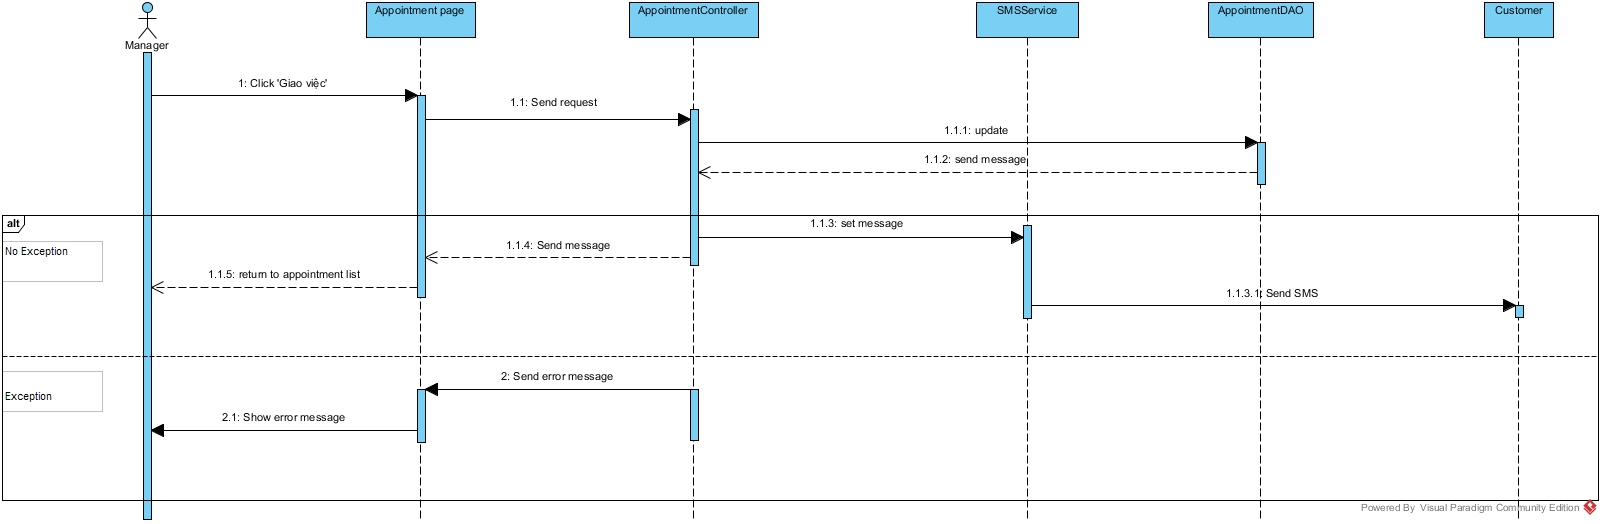 Appointment page
AppointmentController
SMSService
AppointmentDAO
Customer
Manager
1: Click 'Giao việc'
1.1: Send request
1.1.1: update
1.1.2: send message
alt
1.1.3: set message
No Exception
1.1.4: Send message
1.1.5: return to appointment list
1.1.3.1: Send SMS
2: Send error message
Exception
2.1: Show error message
Powered By Visual Paradigm Community Edition